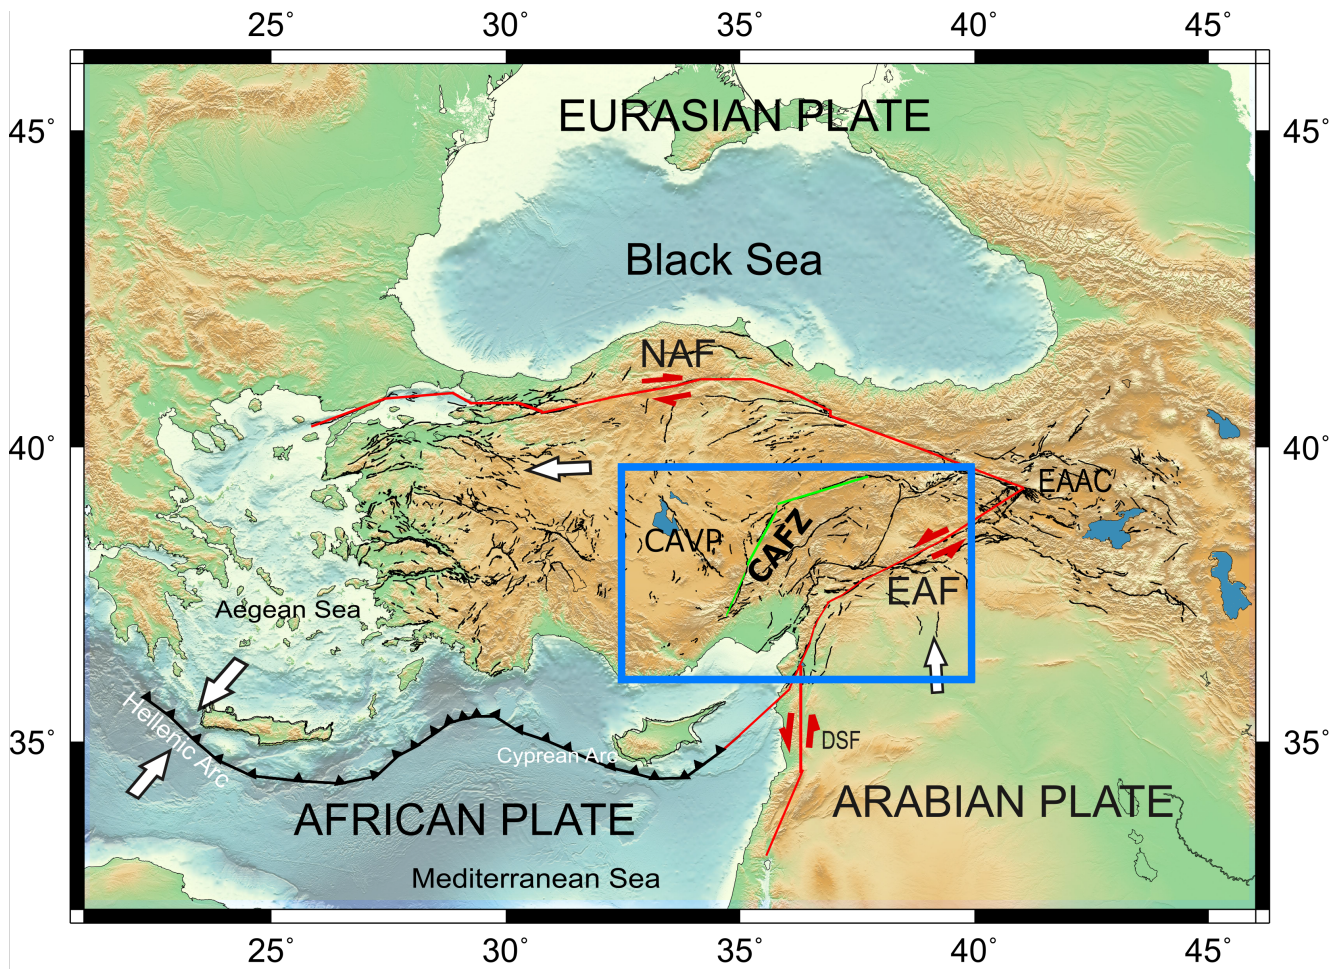 25° 30° 35° 40° 45°
EURASIAN PLATE
45° 45°
Black Sea
NAF
40° 40°
EAAC
CAVP
CAFZ
EAF
Aegean Sea
Hellenic Arc
35° 35°
DSF
Cyprean Arc
ARABIAN PLATE
AFRICAN PLATE
Mediterranean Sea
25° 30° 35° 40° 45°